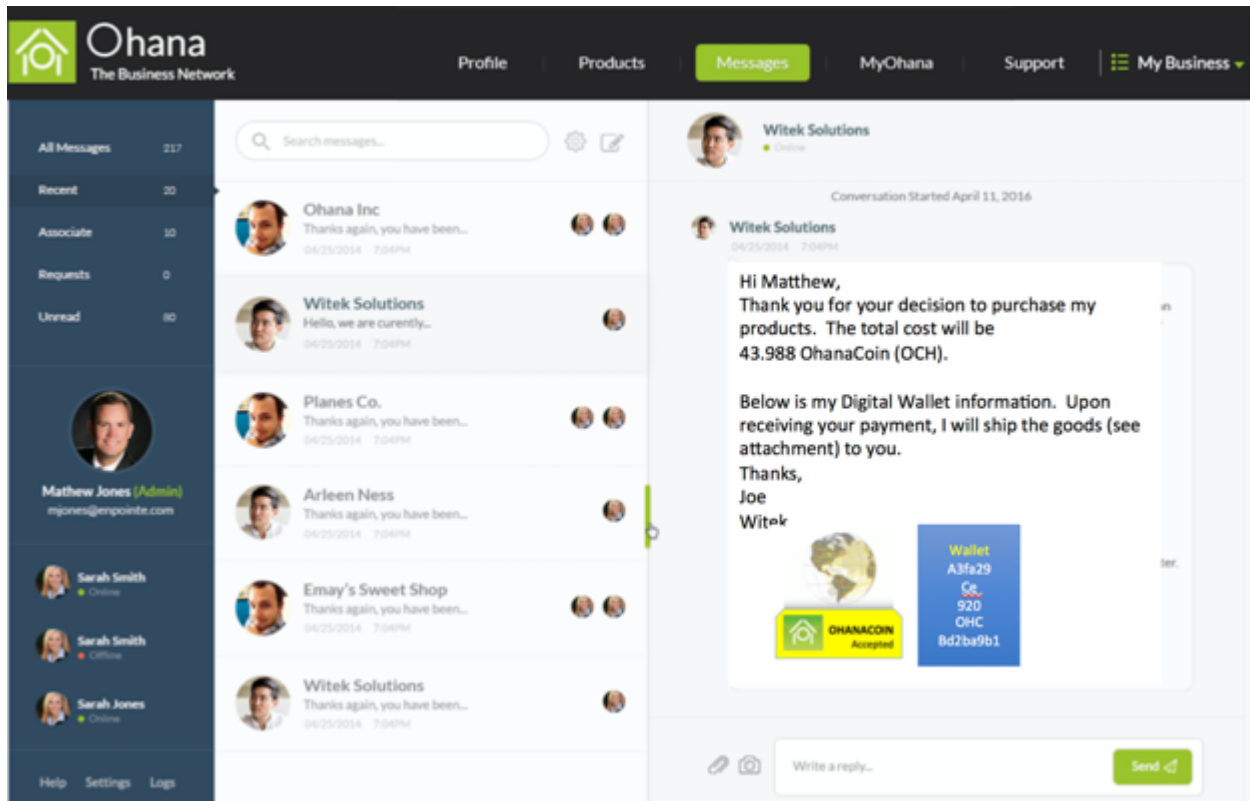 Ohana
The Business Network
Profile
Products
Messages
MyOhana
Support
My Business
All Messages 217
Recent 20
Associate 10
Requests 0
Unread 80
Mathew Jones (Admin)
mjones@enpointe.com
Sarah Smith
Online
Sarah Smith
Offline
Sarah Jones
Online
Help Settings Logs
Search messages...
Ohana Inc
Thanks again, you have been...
04/25/2014 7:04PM
Witek Solutions
Hello, we are curently...
04/25/2014 7:04PM
Planes Co.
Thanks again, you have been...
04/25/2014 7:04PM
Arleen Ness
Thanks again, you have been...
04/25/2014 7:04PM
Emay's Sweet Shop
Thanks again, you have been...
04/25/2014 7:04PM
Witek Solutions
Thanks again, you have been...
04/25/2014 7:04PM
Witek Solutions
Online
Conversation Started April 11, 2016
Witek Solutions
04/25/2014 7:04PM
Hi Matthew,
Thank you for your decision to purchase my
products. The total cost will be
43.988 OhanaCoin (OCH).
Below is my Digital Wallet information. Upon
receiving your payment, I will ship the goods (see
attachment) to you.
Thanks,
Joe
Witek
OHANACOIN
Accepted
Wallet
A3fa29
Ce
920
OHC
Bd2ba9b1
Write a reply...
Send